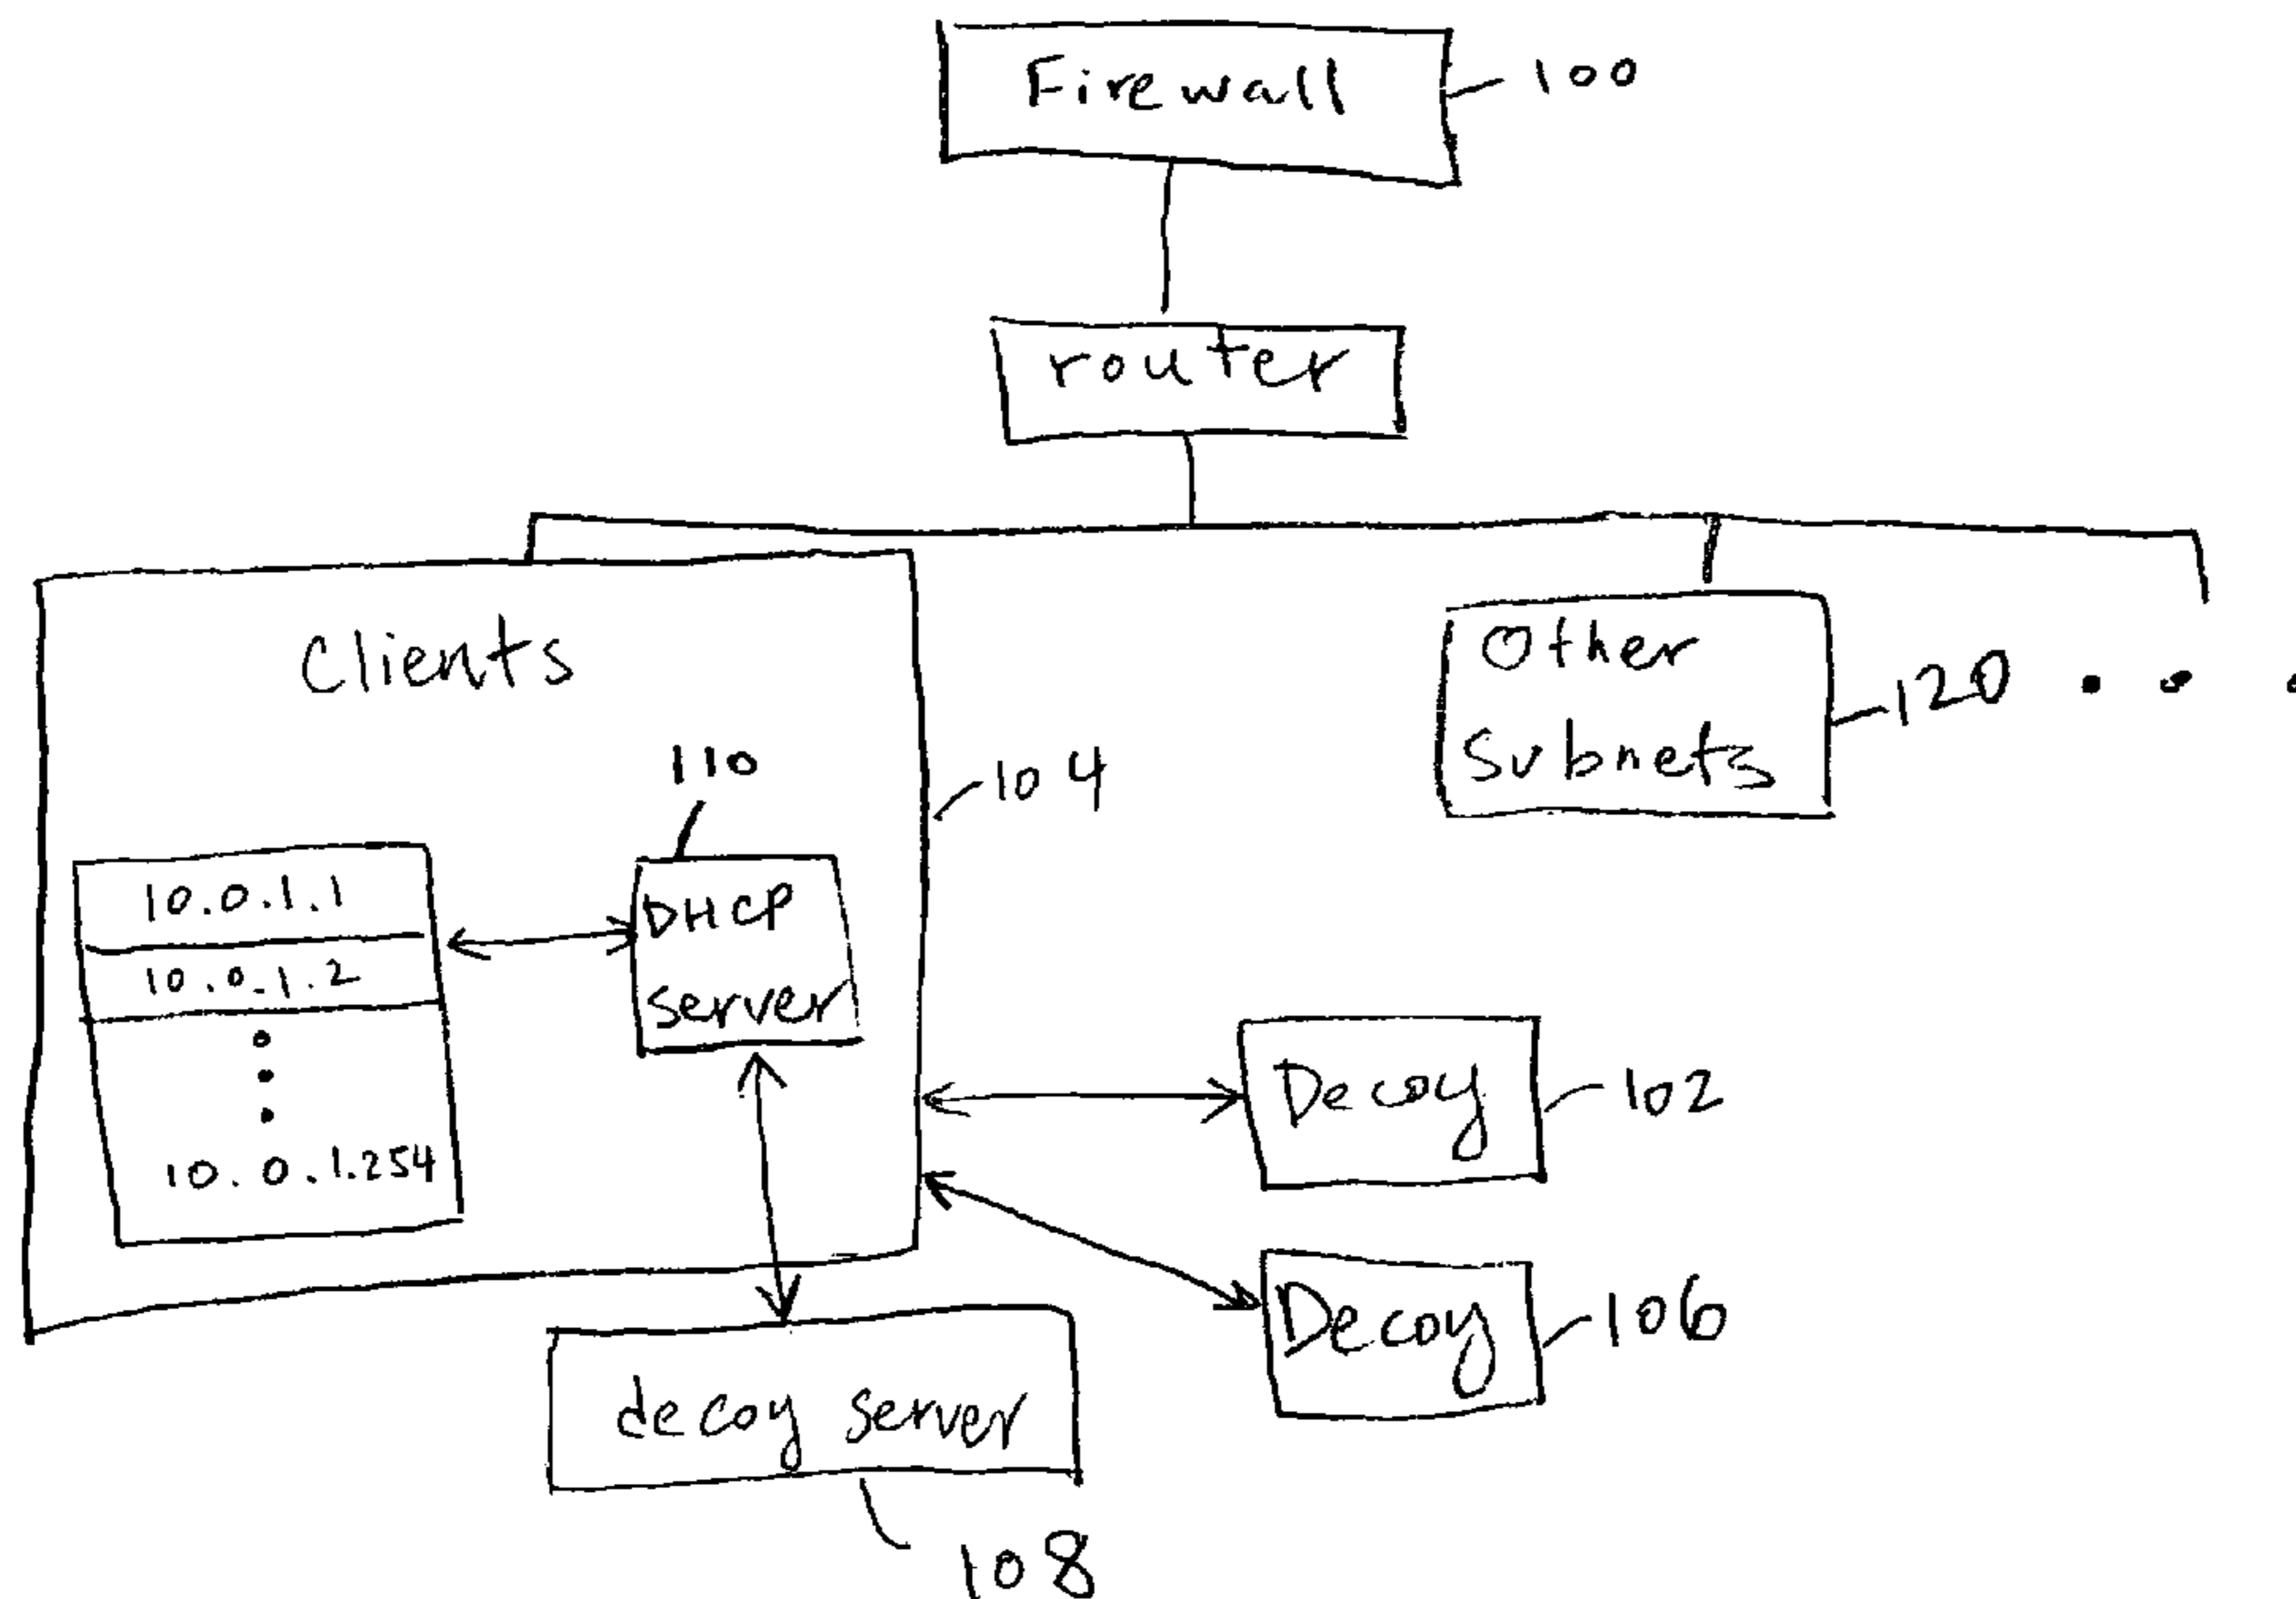 Firewall
100
router
Clients
Other
Subnets
120
110
104
DHCP
server
10.0.1.1
10.0.1.2
10.0.1.254
Decoy
102
Decoy
106
decoy server
108